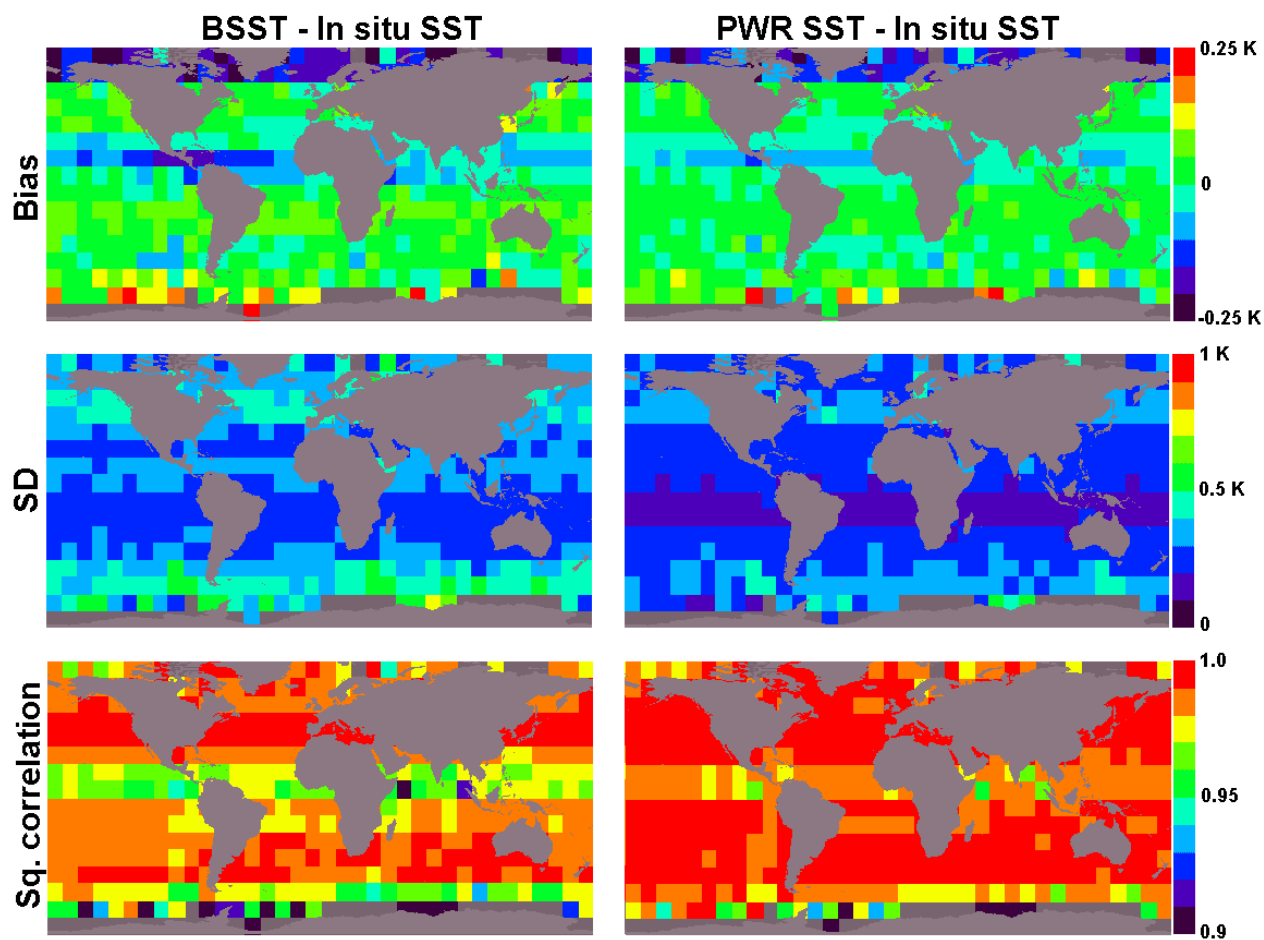 BSST - In situ SST
PWR SST - In situ SST
Bias
0.25 K
0
-0.25 K
SD
1 K
0.5 K
0
Sq. correlation
1.0
0.95
0.9